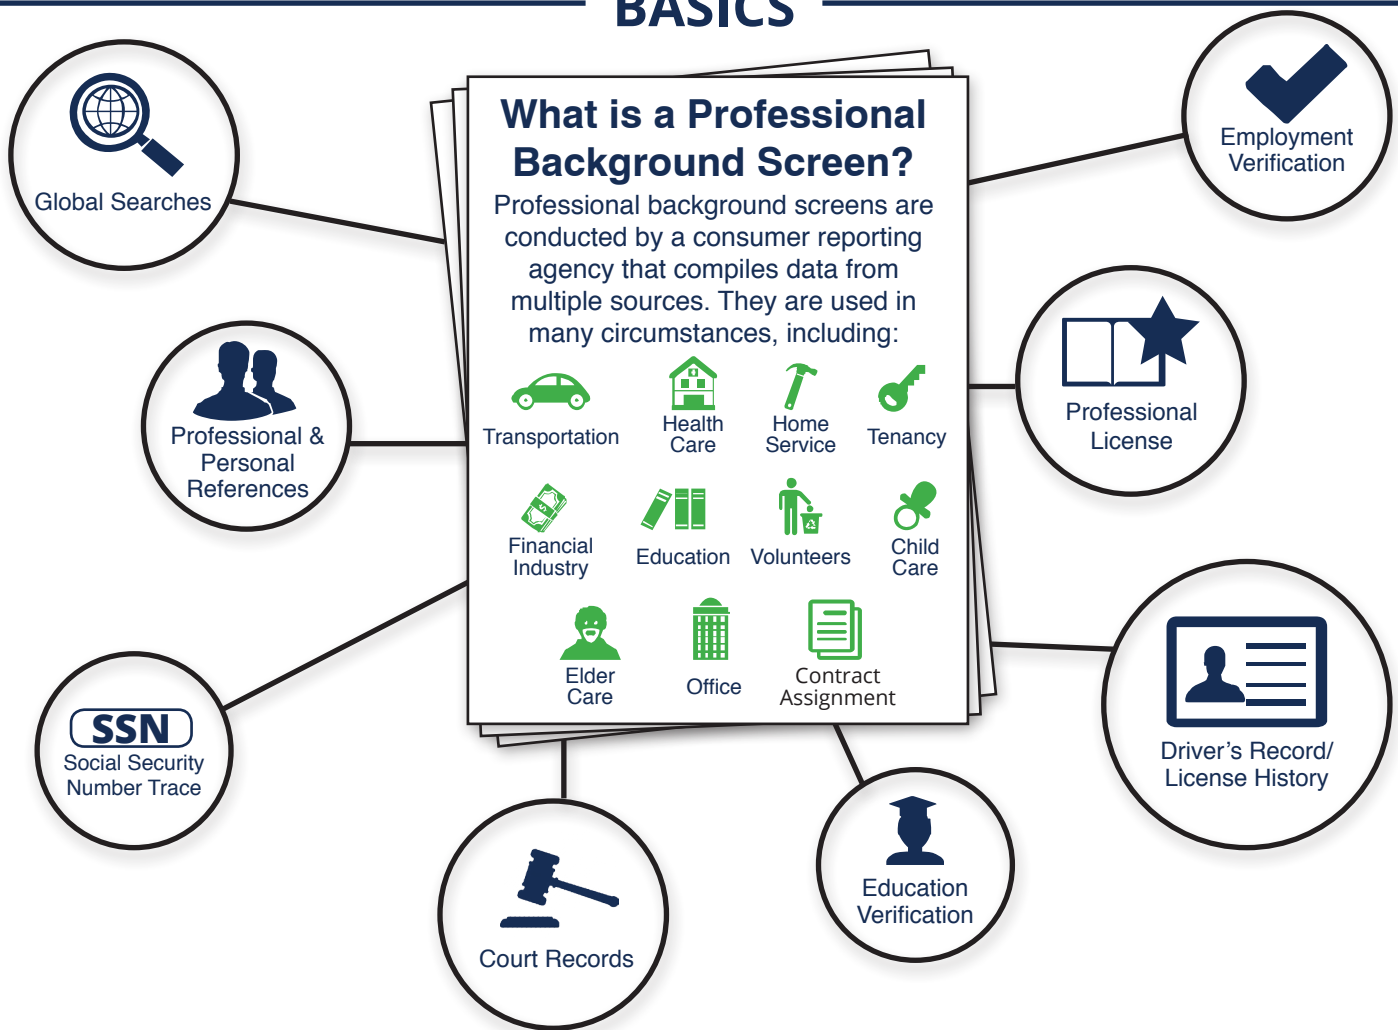 BASICS
What is a Professional
Background Screen?
Professional background screens are
conducted by a consumer reporting
agency that compiles data from
multiple sources. They are used in
many circumstances, including:
Transportation
Health
Care
Home
Service
Tenancy
Financial
Industry
Education
Volunteers
Child
Care
Elder
Care
Office
Contract
Assignment
Global Searches
Professional &
Personal
References
SSN
Social Security
Number Trace
Court Records
Education
Verification
Driver's Record/
License History
Professional
License
Employment
Verification